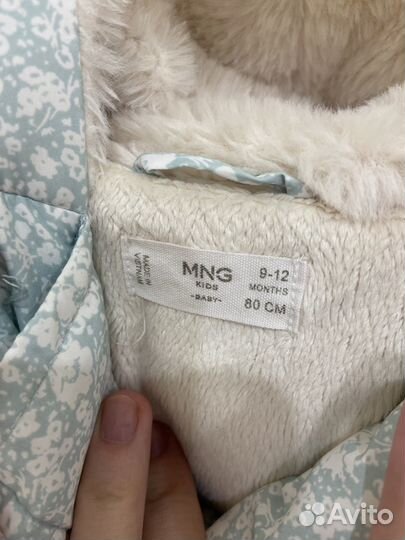 MADE IN
VIETNAM
MNG
KIDS
-BABY-
9-12
MONTHS
80 CM
Avito